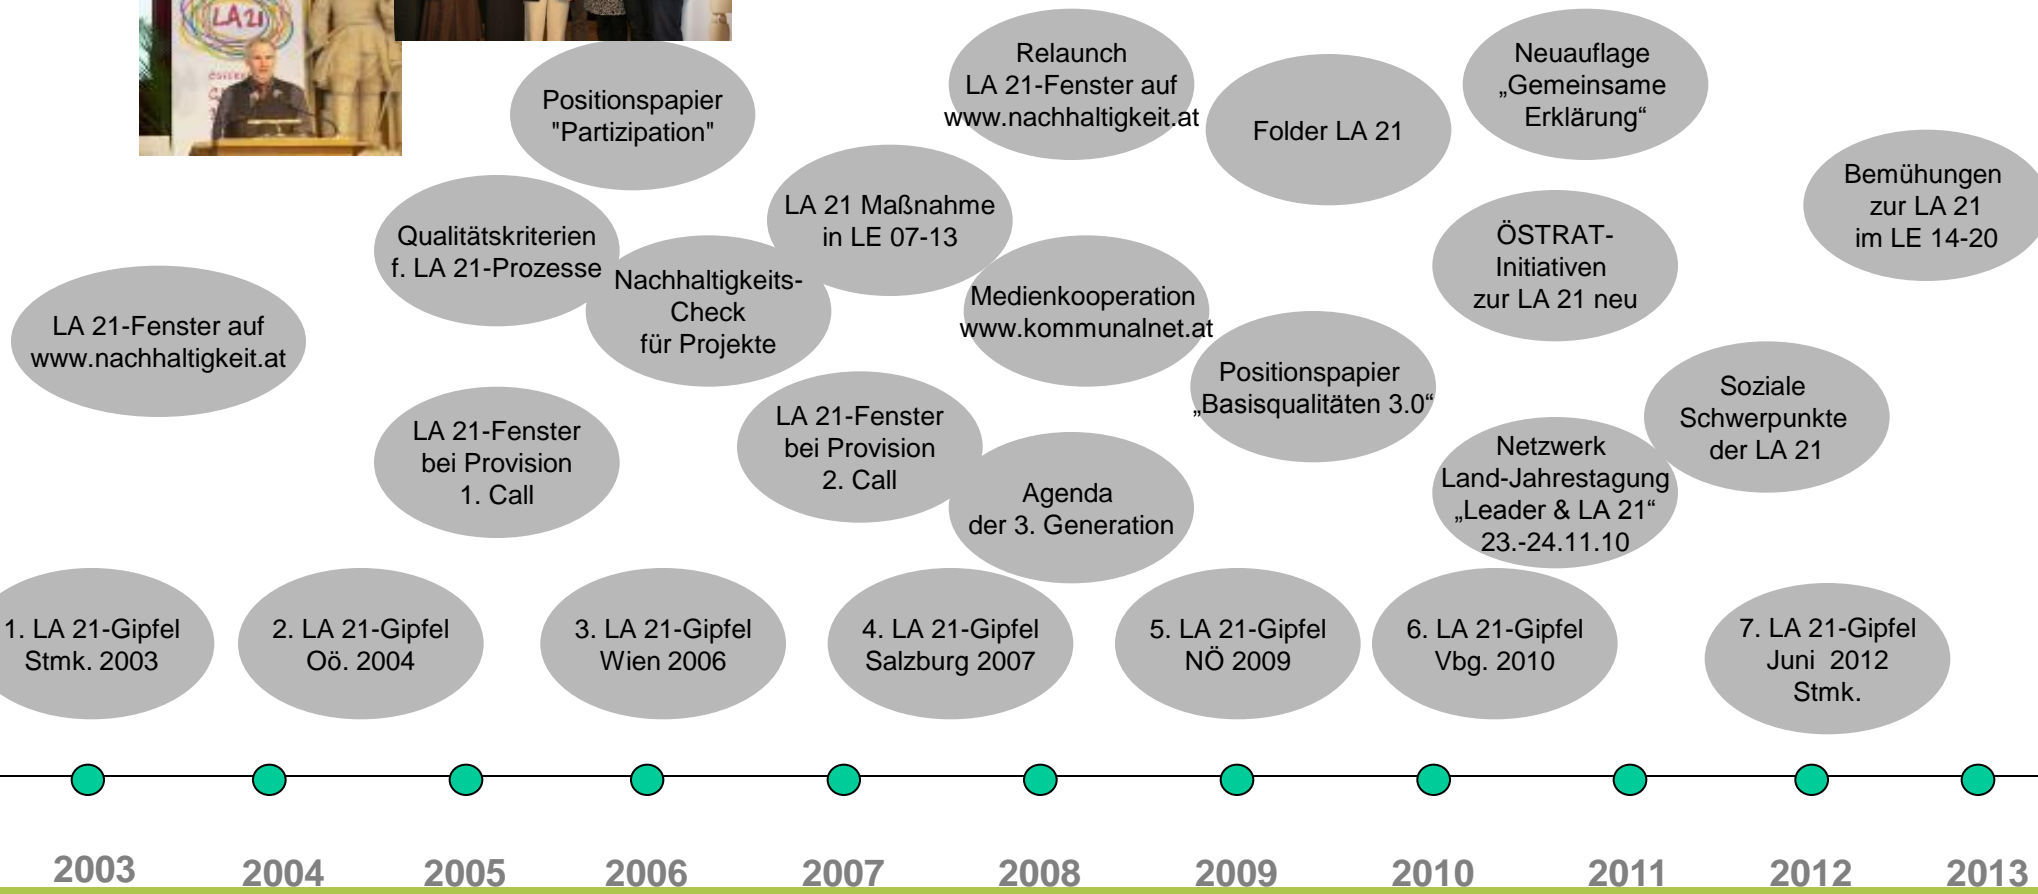 LA21
Positionspapier
"Partizipation"
Relaunch
LA 21-Fenster auf
www.nachhaltigkeit.at
Folder LA 21
Neuauflage
„Gemeinsame
Erklärung“
Bemühungen
zur LA 21
im LE 14-20
Qualitätskriterien
f. LA 21-Prozesse
LA 21 Maßnahme
in LE 07-13
ÖSTRAT-
Initiativen
zur LA 21 neu
Nachhaltigkeits-
Check
für Projekte
Medienkooperation
www.kommunalnet.at
LA 21-Fenster auf
www.nachhaltigkeit.at
Positionspapier
„Basisqualitäten 3.0“
Soziale
Schwerpunkte
der LA 21
LA 21-Fenster
bei Provision
1. Call
LA 21-Fenster
bei Provision
2. Call
Agenda
der 3. Generation
Netzwerk
Land-Jahrestagung
„Leader & LA 21“
23.-24.11.10
1. LA 21-Gipfel
Stmk. 2003
2. LA 21-Gipfel
Oö. 2004
3. LA 21-Gipfel
Wien 2006
4. LA 21-Gipfel
Salzburg 2007
5. LA 21-Gipfel
NÖ 2009
6. LA 21-Gipfel
Vbg. 2010
7. LA 21-Gipfel
Juni 2012
Stmk.
2003 2004 2005 2006 2007 2008 2009 2010 2011 2012 2013